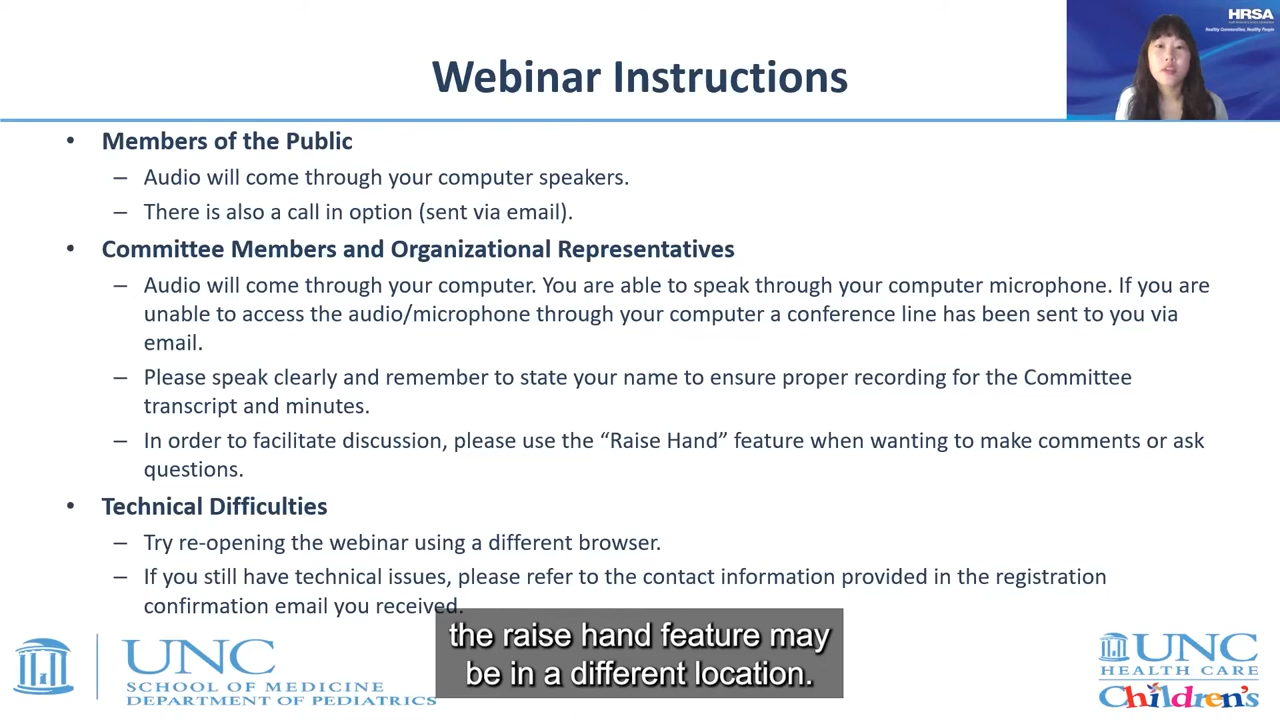 HRSA
Healthy Communities, Healthy People
Webinar Instructions
• Members of the Public
– Audio will come through your computer speakers.
– There is also a call in option (sent via email).
• Committee Members and Organizational Representatives
– Audio will come through your computer. You are able to speak through your computer microphone. If you are
unable to access the audio/microphone through your computer a conference line has been sent to you via
email.
– Please speak clearly and remember to state your name to ensure proper recording for the Committee
transcript and minutes.
– In order to facilitate discussion, please use the “Raise Hand” feature when wanting to make comments or ask
questions.
• Technical Difficulties
– Try re-opening the webinar using a different browser.
– If you still have technical issues, please refer to the contact information provided in the registration
confirmation email you received.
the raise hand feature may
be in a different location.
UNC
SCHOOL OF MEDICINE
DEPARTMENT OF PEDIATRICS
UNC
HEALTH CARE
Children's